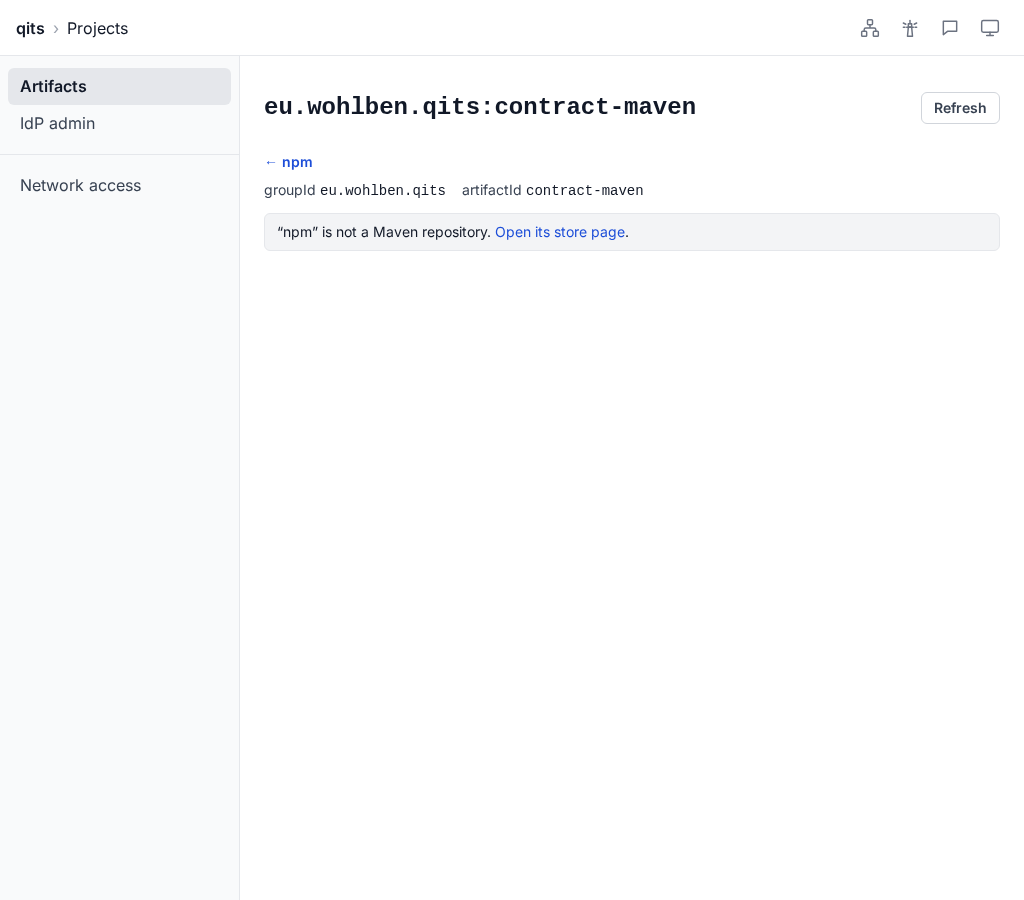 qits › Projects
Artifacts
IdP admin
Network access
eu.wohlben.qits:contract-maven
Refresh
← npm
groupId eu.wohlben.qits artifactId contract-maven
“npm” is not a Maven repository. Open its store page.